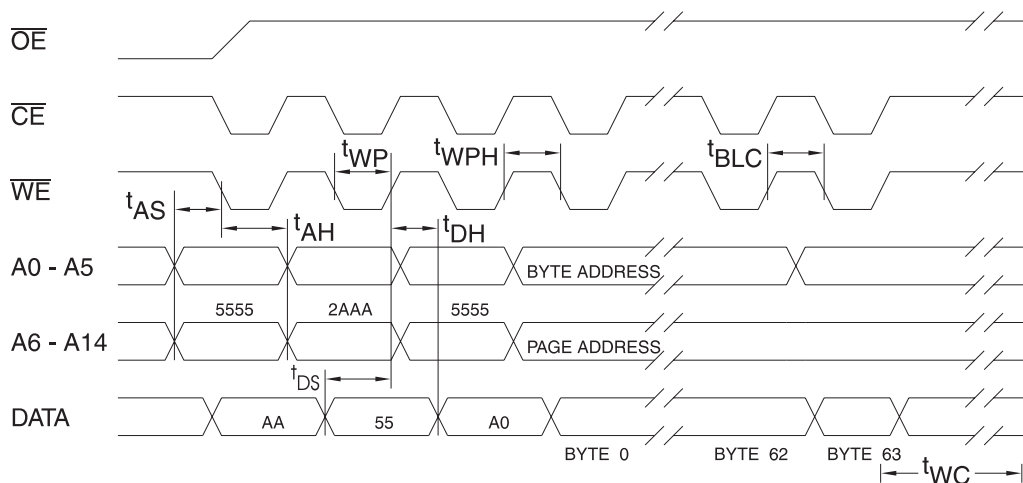 OE
CE
tWP tWPH tBLC
WE
tAS
tAH tDH
A0 - A5 BYTE ADDRESS
5555 2AAA 5555
A6 - A14 PAGE ADDRESS
tDS
DATA AA 55 A0
BYTE 0 BYTE 62 BYTE 63
tWC